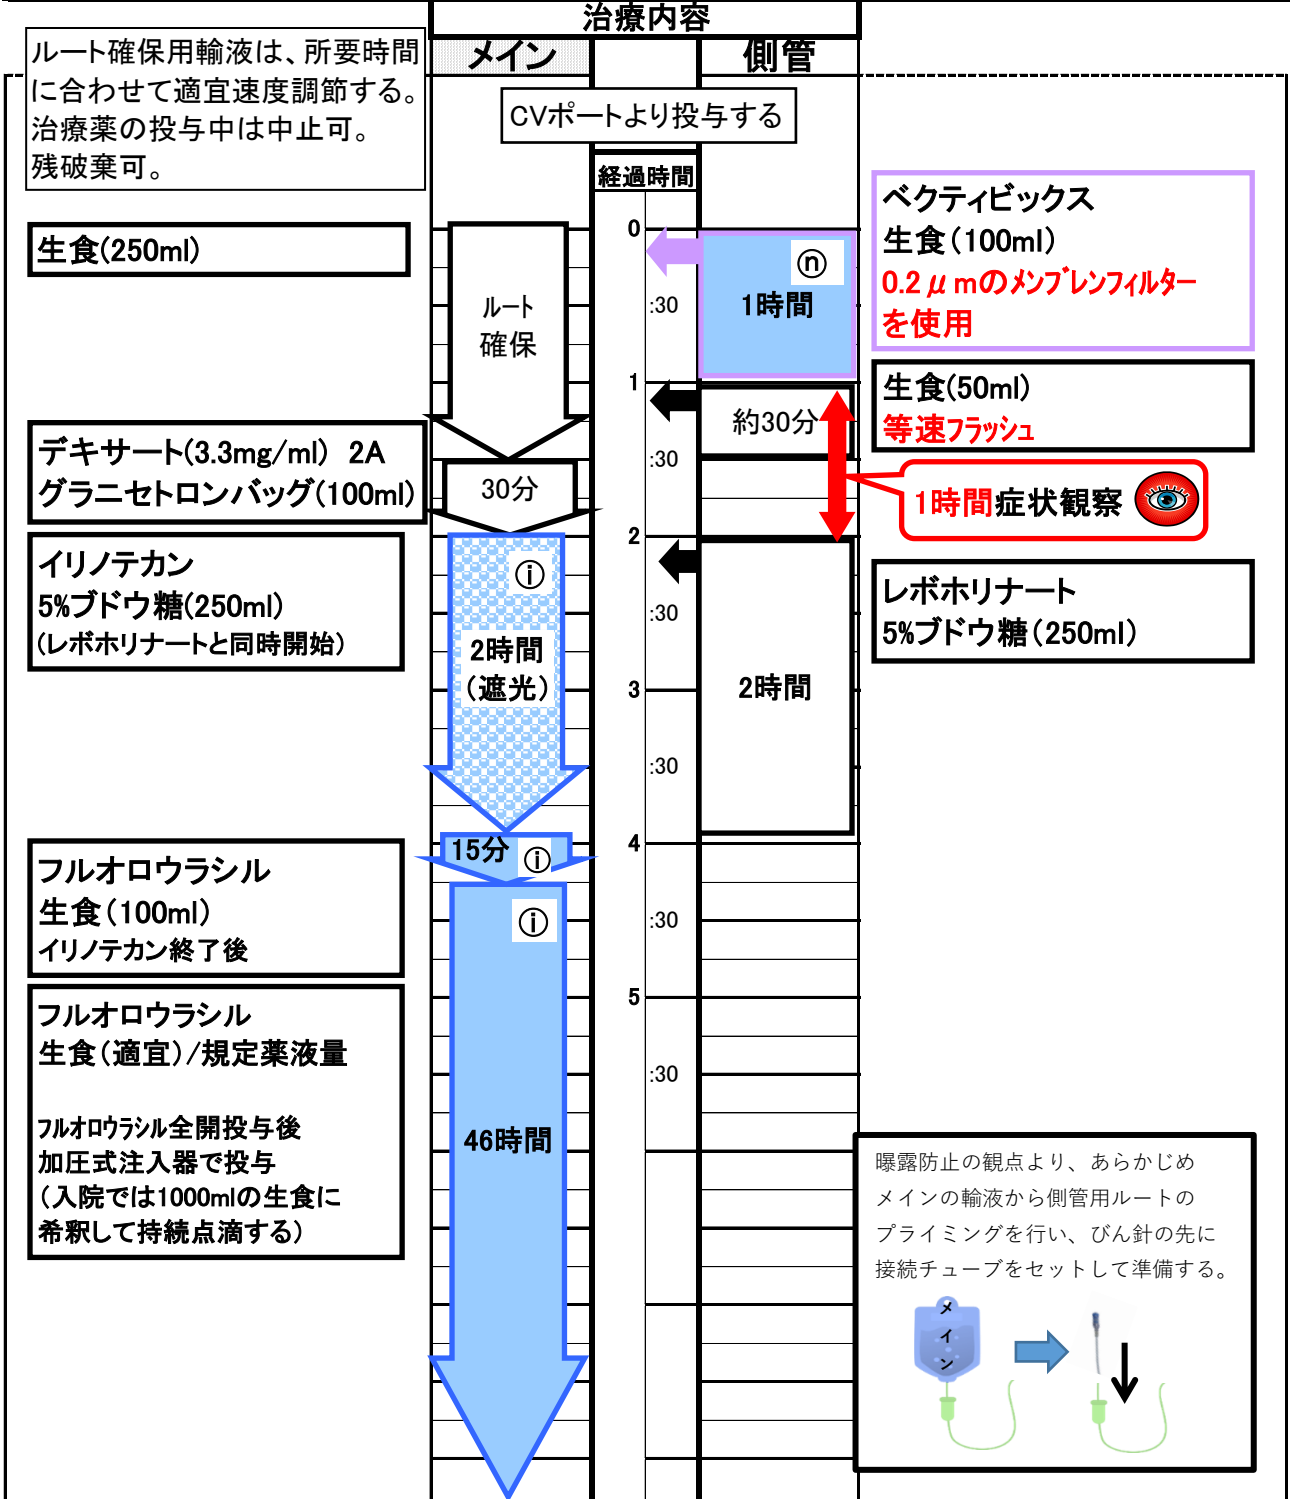 治療内容
メイン
側管
ルート確保用輸液は、所要時間
に合わせて適宜速度調節する。
治療薬の投与中は中止可。
残破棄可。
CVポートより投与する
経過時間
0
:30
1
:30
2
:30
3
:30
4
:30
5
:30
生食(250ml)
ルート
確保
デキサート(3.3mg/ml) 2A
グラニセトロンバッグ(100ml)
30分
イリノテカン
5%ブドウ糖(250ml)
(レボホリナートと同時開始)
ⓘ
2時間
(遮光)
フルオロウラシル
生食(100ml)
イリノテカン終了後
15分 ⓘ
フルオロウラシル
生食(適宜)/規定薬液量
フルオロウラシル全開投与後
加圧式注入器で投与
(入院では1000mlの生食に
希釈して持続点滴する)
ⓘ
46時間
ⓝ
1時間
ベクティビックス
生食(100ml)
0.2μmのメンブレンフィルター
を使用
約30分
生食(50ml)
等速フラッシュ
1時間症状観察
2時間
レボホリナート
5%ブドウ糖(250ml)
曝露防止の観点より、あらかじめ
メインの輸液から側管用ルートの
プライミングを行い、びん針の先に
接続チューブをセットして準備する。
メイン